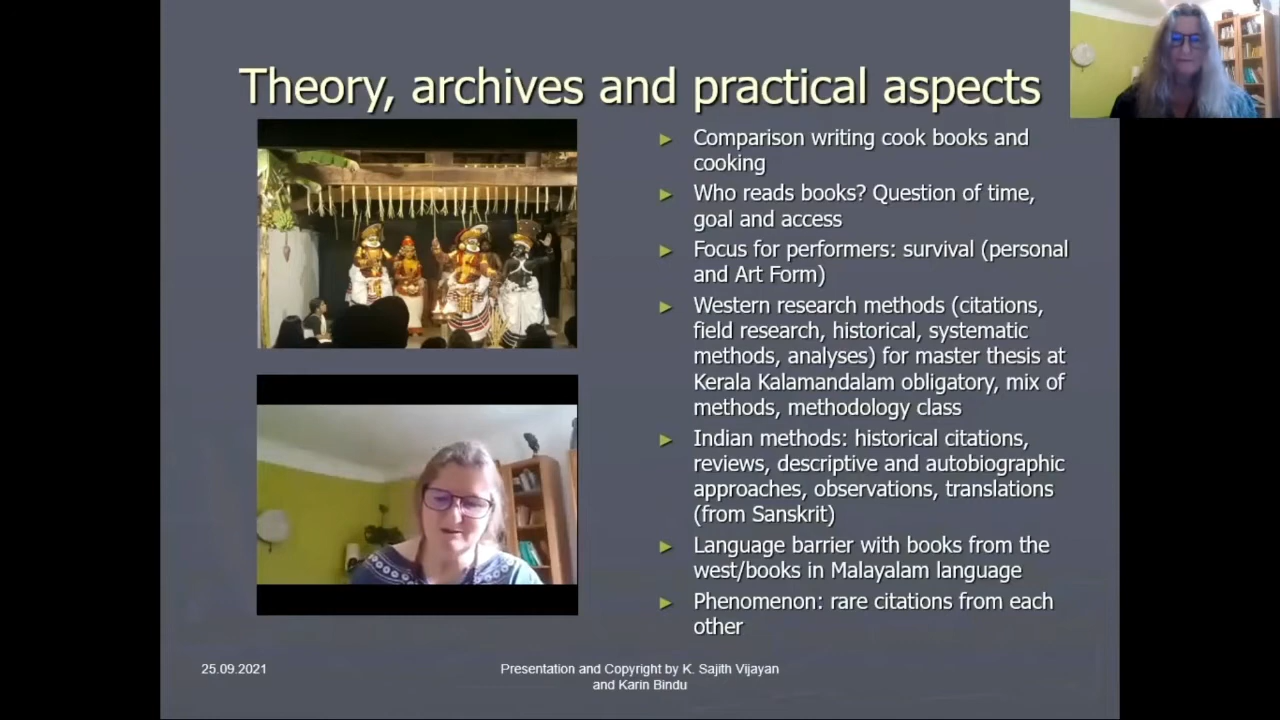 Theory, archives and practical aspects
Comparison writing cook books and
cooking
Who reads books? Question of time,
goal and access
Focus for performers: survival (personal
and Art Form)
Western research methods (citations,
field research, historical, systematic
methods, analyses) for master thesis at
Kerala Kalamandalam obligatory, mix of
methods, methodology class
Indian methods: historical citations,
reviews, descriptive and autobiographic
approaches, observations, translations
(from Sanskrit)
Language barrier with books from the
west/books in Malayalam language
Phenomenon: rare citations from each
other
25.09.2021
Presentation and Copyright by K. Sajith Vijayan
and Karin Bindu